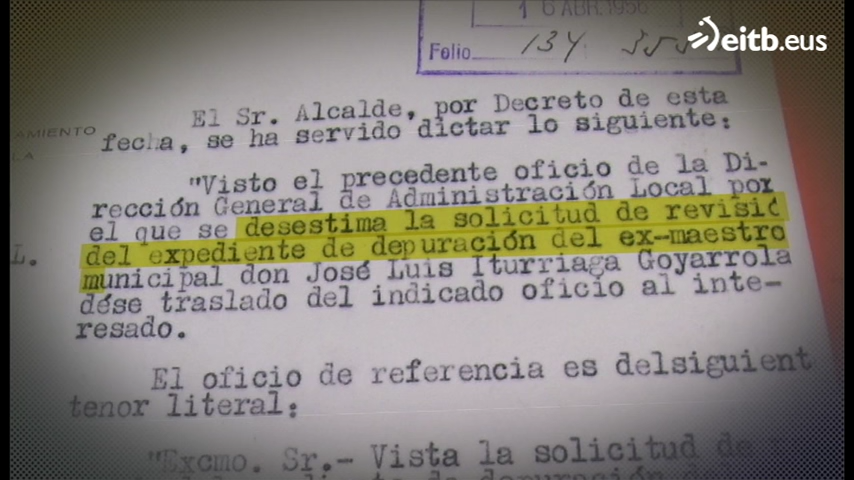 16 ABR. 1956
eitb.eus
Folio 134
AMIENTO
El Sr. Alcalde, por Decreto de esta
fecha, se ha servido dictar lo siguiente:
"Visto el precedente oficio de la Di-
rección General de Administración Local por
el que se desestima la solicitud de revisić
L. del expediente de depuración del ex-maestro
municipal don José Luis Iturriaga Goyarrola
dése traslado del indicado oficio al inte-
resado.
El oficio de referencia es delsiguient
tenor literal:
"Excmo. Sr.- Vista la solicitud de